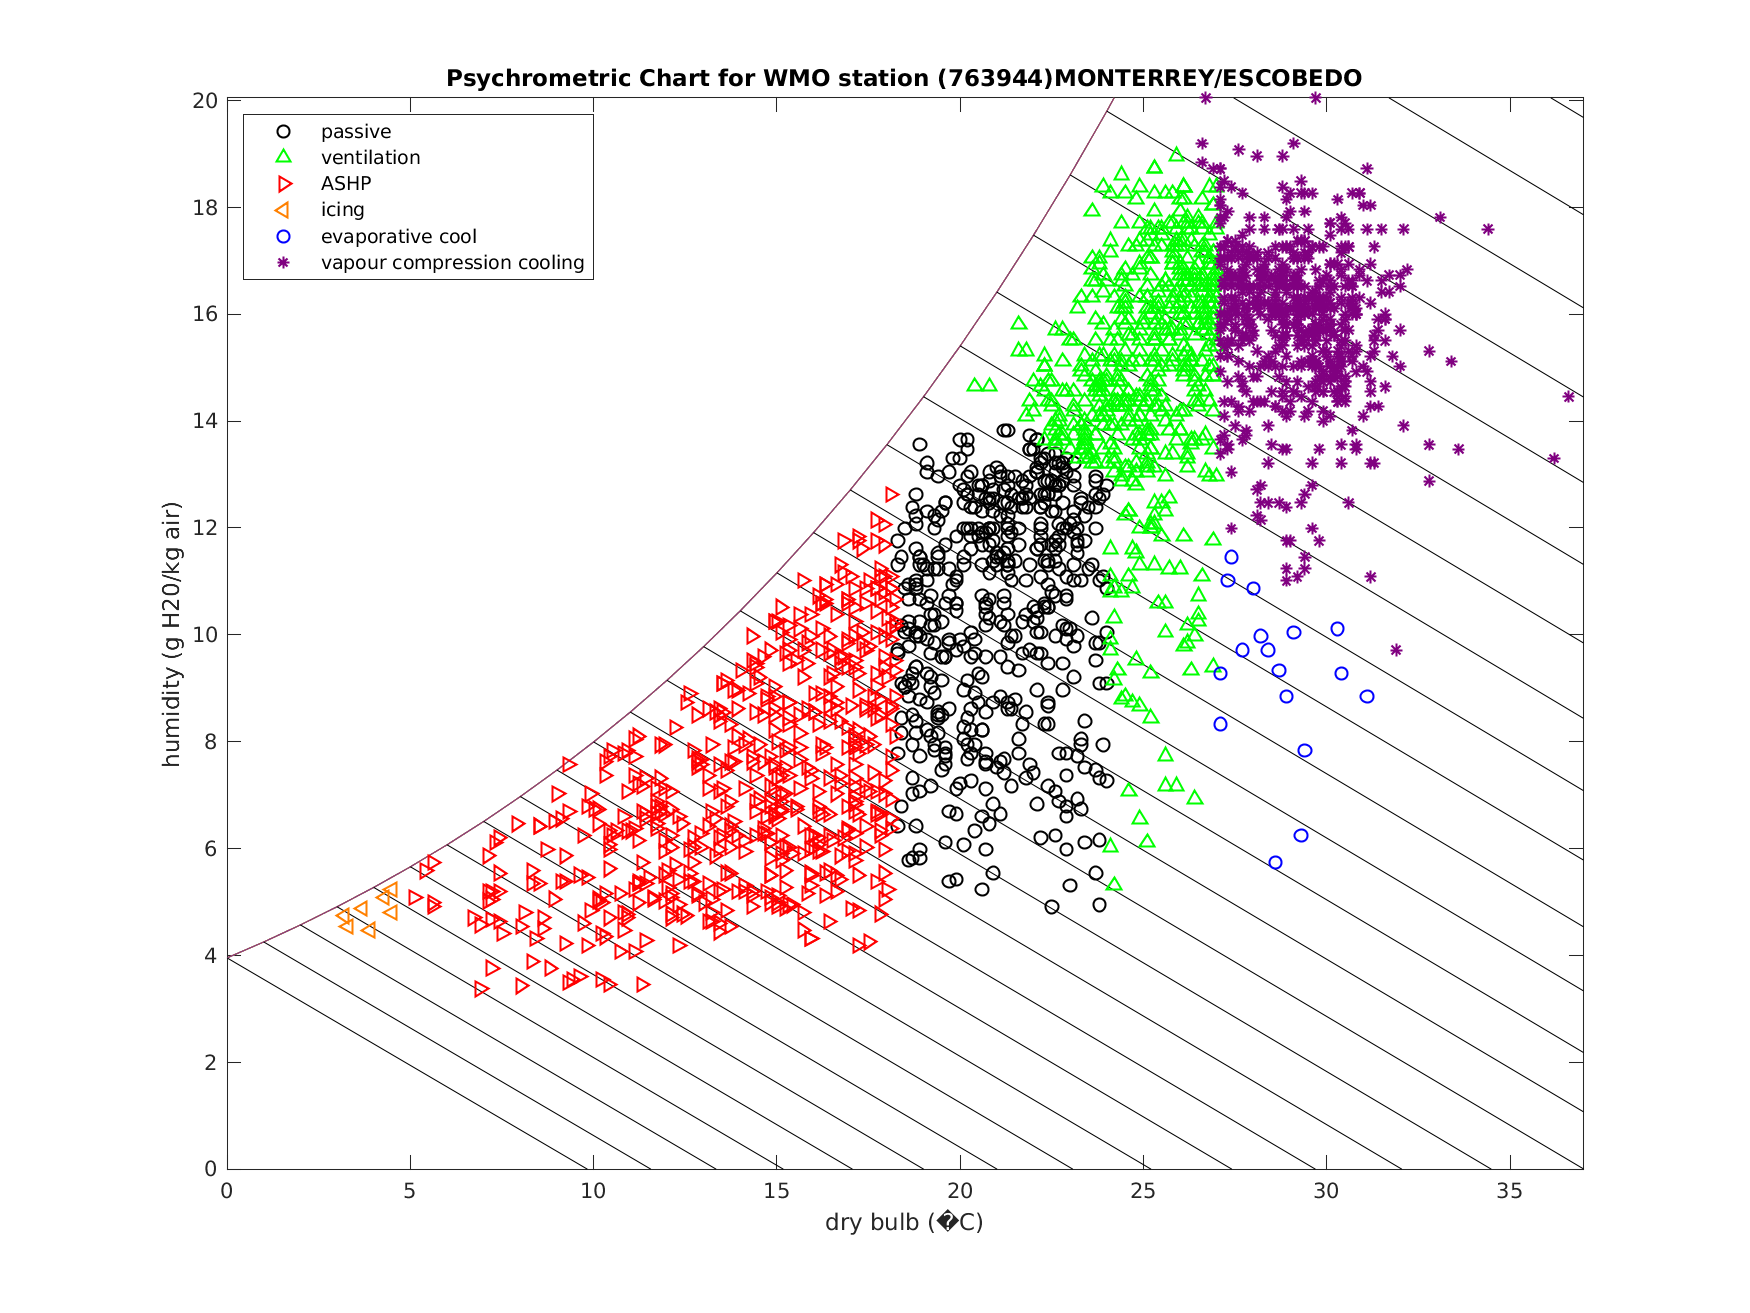 Psychrometric Chart for WMO station (763944)MONTERREY/ESCOBEDO
20
18
16
14
12
10
8
6
4
2
0
humidity (g H20/kg air)
passive
ventilation
ASHP
icing
evaporative cool
vapour compression cooling
0 5 10 15 20 25 30 35
dry bulb (�C)